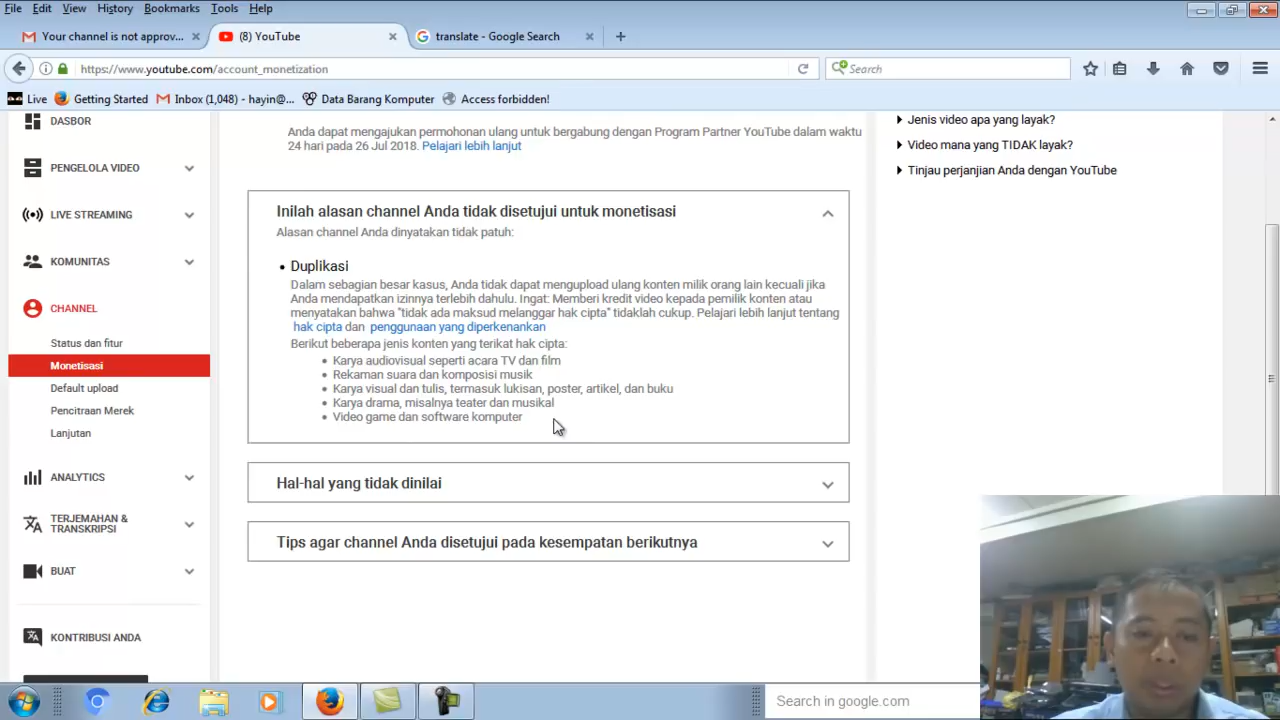 File Edit View History Bookmarks Tools Help
Your channel is not approv...
(8) YouTube
translate - Google Search
https://www.youtube.com/account_monetization
Search
Live
Getting Started
Inbox (1,048) - hayin@...
Data Barang Komputer
Access forbidden!
DASBOR
PENGELOLA VIDEO
LIVE STREAMING
KOMUNITAS
CHANNEL
Status dan fitur
Monetisasi
Default upload
Pencitraan Merek
Lanjutan
ANALYTICS
TERJEMAHAN &
TRANSKRIPSI
BUAT
KONTRIBUSI ANDA
Anda dapat mengajukan permohonan ulang untuk bergabung dengan Program Partner YouTube dalam waktu
24 hari pada 26 Jul 2018. Pelajari lebih lanjut
Inilah alasan channel Anda tidak disetujui untuk monetisasi
Alasan channel Anda dinyatakan tidak patuh:
Duplikasi
Dalam sebagian besar kasus, Anda tidak dapat mengupload ulang konten milik orang lain kecuali jika
Anda mendapatkan izinnya terlebih dahulu. Ingat: Memberi kredit video kepada pemilik konten atau
menyatakan bahwa "tidak ada maksud melanggar hak cipta" tidaklah cukup. Pelajari lebih lanjut tentang
hak cipta dan penggunaan yang diperkenankan
Berikut beberapa jenis konten yang terikat hak cipta:
Karya audiovisual seperti acara TV dan film
Rekaman suara dan komposisi musik
Karya visual dan tulis, termasuk lukisan, poster, artikel, dan buku
Karya drama, misalnya teater dan musikal
Video game dan software komputer
Hal-hal yang tidak dinilai
Tips agar channel Anda disetujui pada kesempatan berikutnya
Jenis video apa yang layak?
Video mana yang TIDAK layak?
Tinjau perjanjian Anda dengan YouTube
Search in google.com